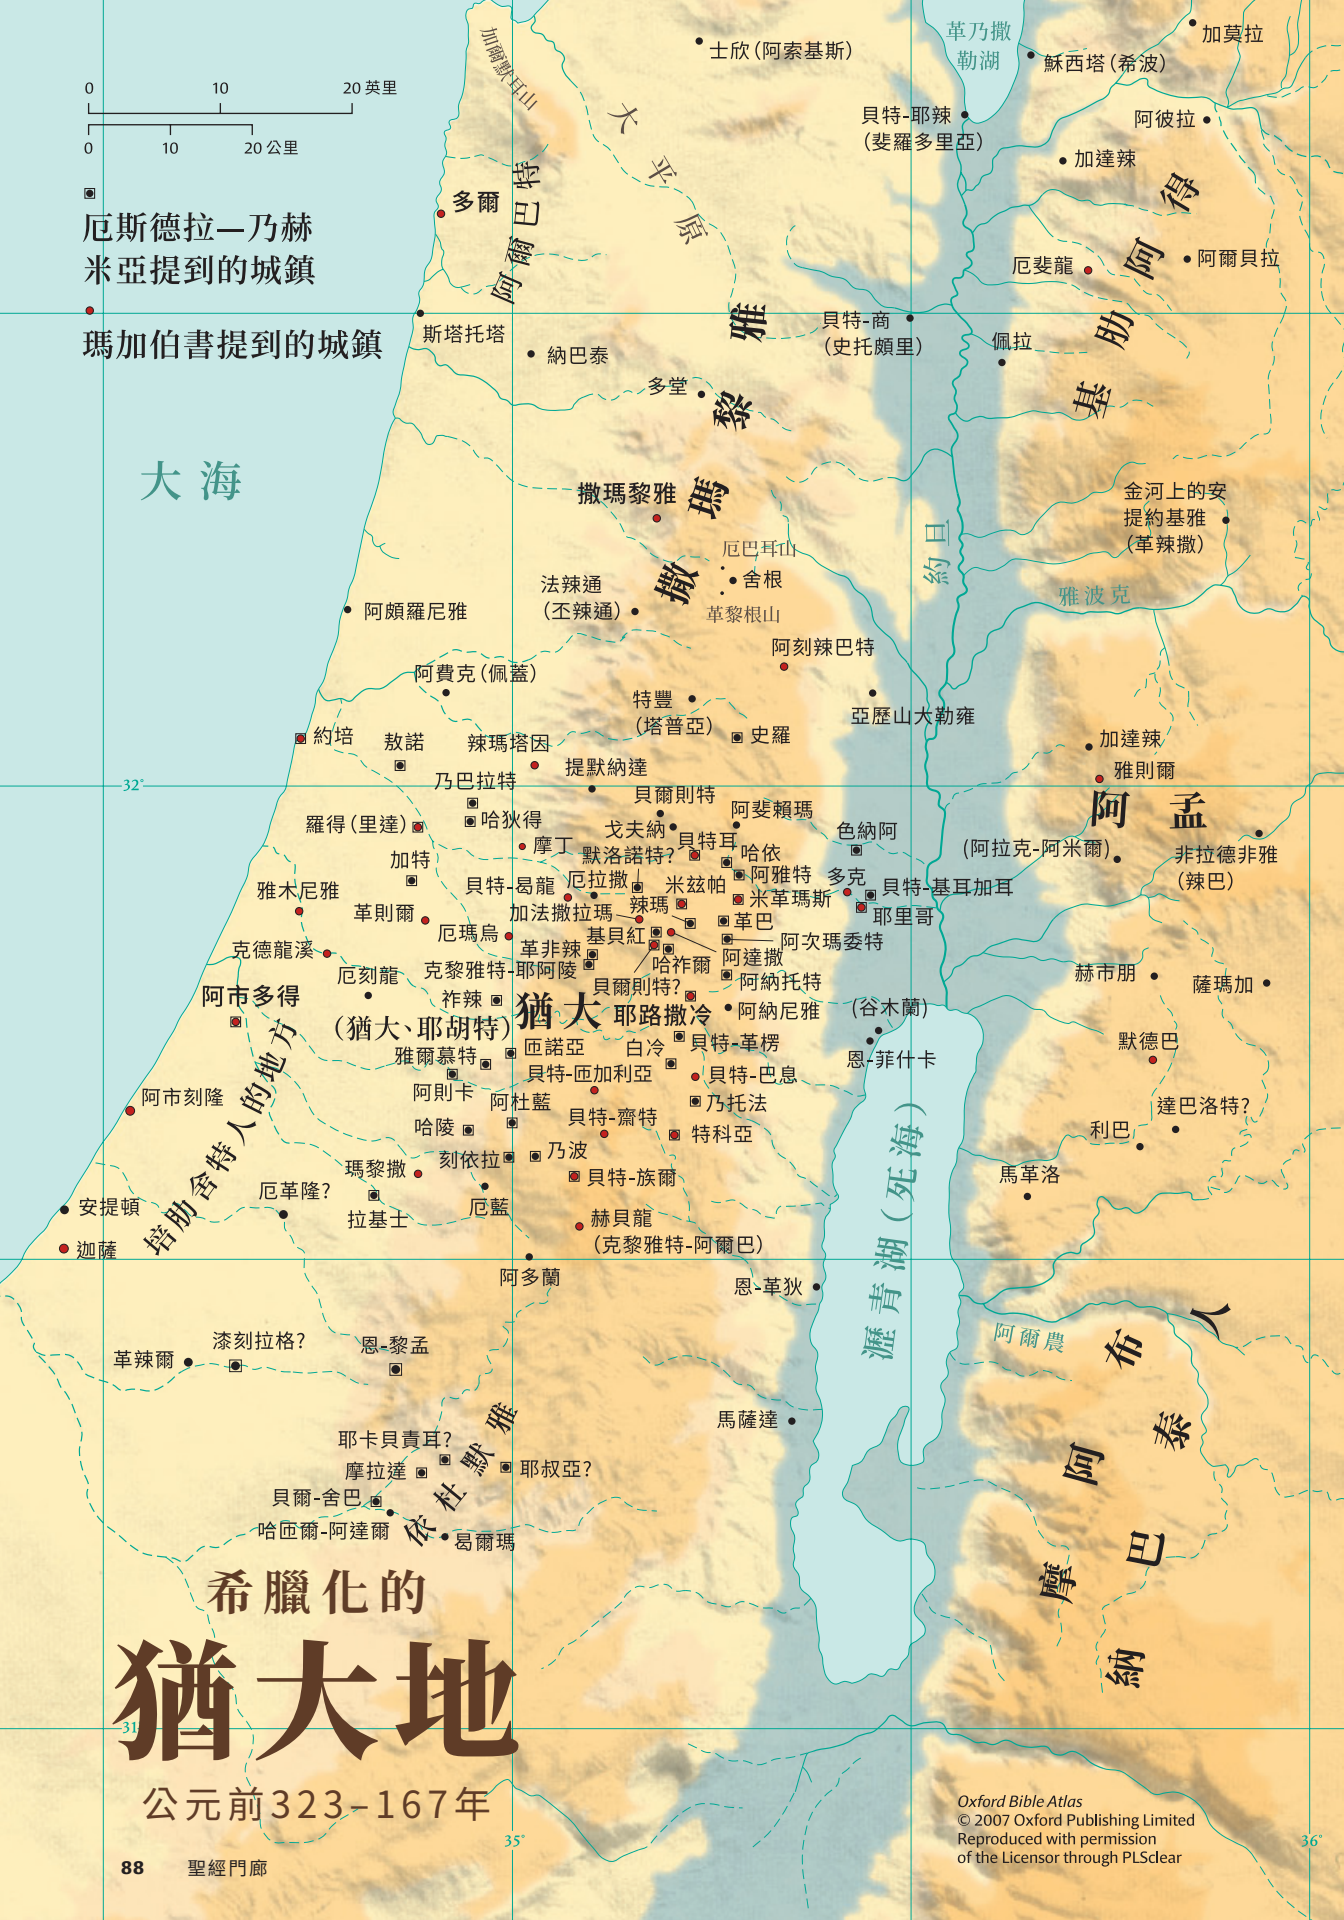 0 10 20 英里
0 10 20 公里
厄斯德拉—乃赫
米亞提到的城鎮
瑪加伯書提到的城鎮
大海
加爾默耳山
大平原
士欣(阿索基斯)
革乃撒
勒湖
加莫拉
穌西塔(希波)
貝特-耶辣
(斐羅多里亞)
阿彼拉
加達辣
多爾
阿爾巴特
基肋阿得
厄斐龍
阿爾貝拉
斯塔托塔
納巴泰
貝特-商
(史托頗里)
佩拉
多堂
撒瑪黎雅
撒瑪黎雅
金河上的安
提約基雅
(革辣撒)
約旦
厄巴耳山
舍根
革黎根山
法辣通
(丕辣通)
雅波克
阿頗羅尼雅
阿刻辣巴特
阿費克(佩蓋)
特豐
(塔普亞)
亞歷山大勒雍
史羅
約培
敖諾
辣瑪塔因
加達辣
雅則爾
提默納達
32°
乃巴拉特
貝爾則特
阿斐賴瑪
阿孟
羅得(里達)
哈狄得
戈夫納
摩丁
默洛諾特?
貝特耳
哈依
色納阿
(阿拉克-阿米爾)
非拉德非雅
(辣巴)
加特
阿雅特
多克
雅木尼雅
貝特-曷龍
厄拉撒
米茲帕
米革瑪斯
貝特-基耳加耳
革則爾
加法撒拉瑪
辣瑪
革巴
耶里哥
厄瑪烏
基貝紅
阿次瑪委特
克德龍溪
革非辣
阿達撒
克黎雅特-耶阿陵
哈祚爾
厄刻龍
阿納托特
赫市朋
薩瑪加
阿市多得
祚辣
貝爾則特?
猶大
耶路撒冷
阿納尼雅
(谷木蘭)
(猶大、耶胡特)
匝諾亞
白冷
貝特-革楞
默德巴
雅爾慕特
恩-菲什卡
貝特-匝加利亞
貝特-巴息
阿市刻隆
阿則卡
阿杜藍
乃托法
達巴洛特?
貝特-齋特
哈陵
特科亞
利巴
培肋舍特人的地方
刻依拉
乃波
瑪黎撒
貝特-族爾
馬革洛
安提頓
厄革隆?
拉基士
厄藍
赫貝龍
(克黎雅特-阿爾巴)
迦薩
阿多蘭
恩-革狄
瀝青湖(死海)
阿爾農
革辣爾
漆刻拉格?
恩-黎孟
馬薩達
耶卡貝責耳?
摩拉達
依杜默雅
耶叔亞?
貝爾-舍巴
哈匝爾-阿達爾
曷爾瑪
摩阿布
納巴泰人
希臘化的
猶大地
31°
公元前323–167年
35°
36°
Oxford Bible Atlas
© 2007 Oxford Publishing Limited
Reproduced with permission
of the Licensor through PLSclear
88 聖經門廊